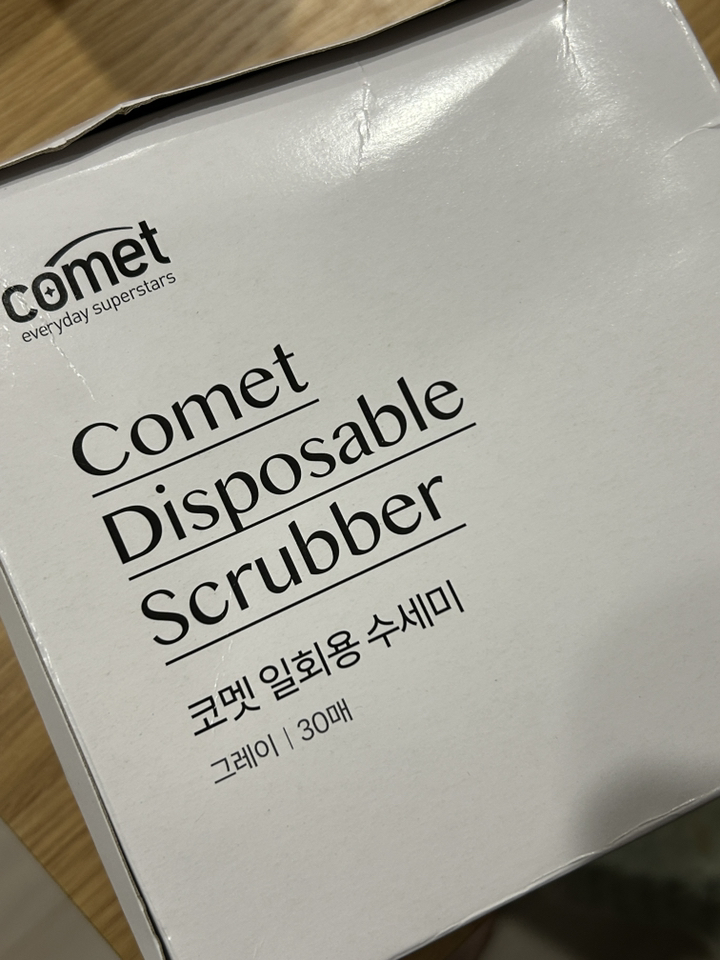 comet
everyday superstars
Comet
Disposable
Scrubber
코멧 일회용 수세미
그레이 | 30매